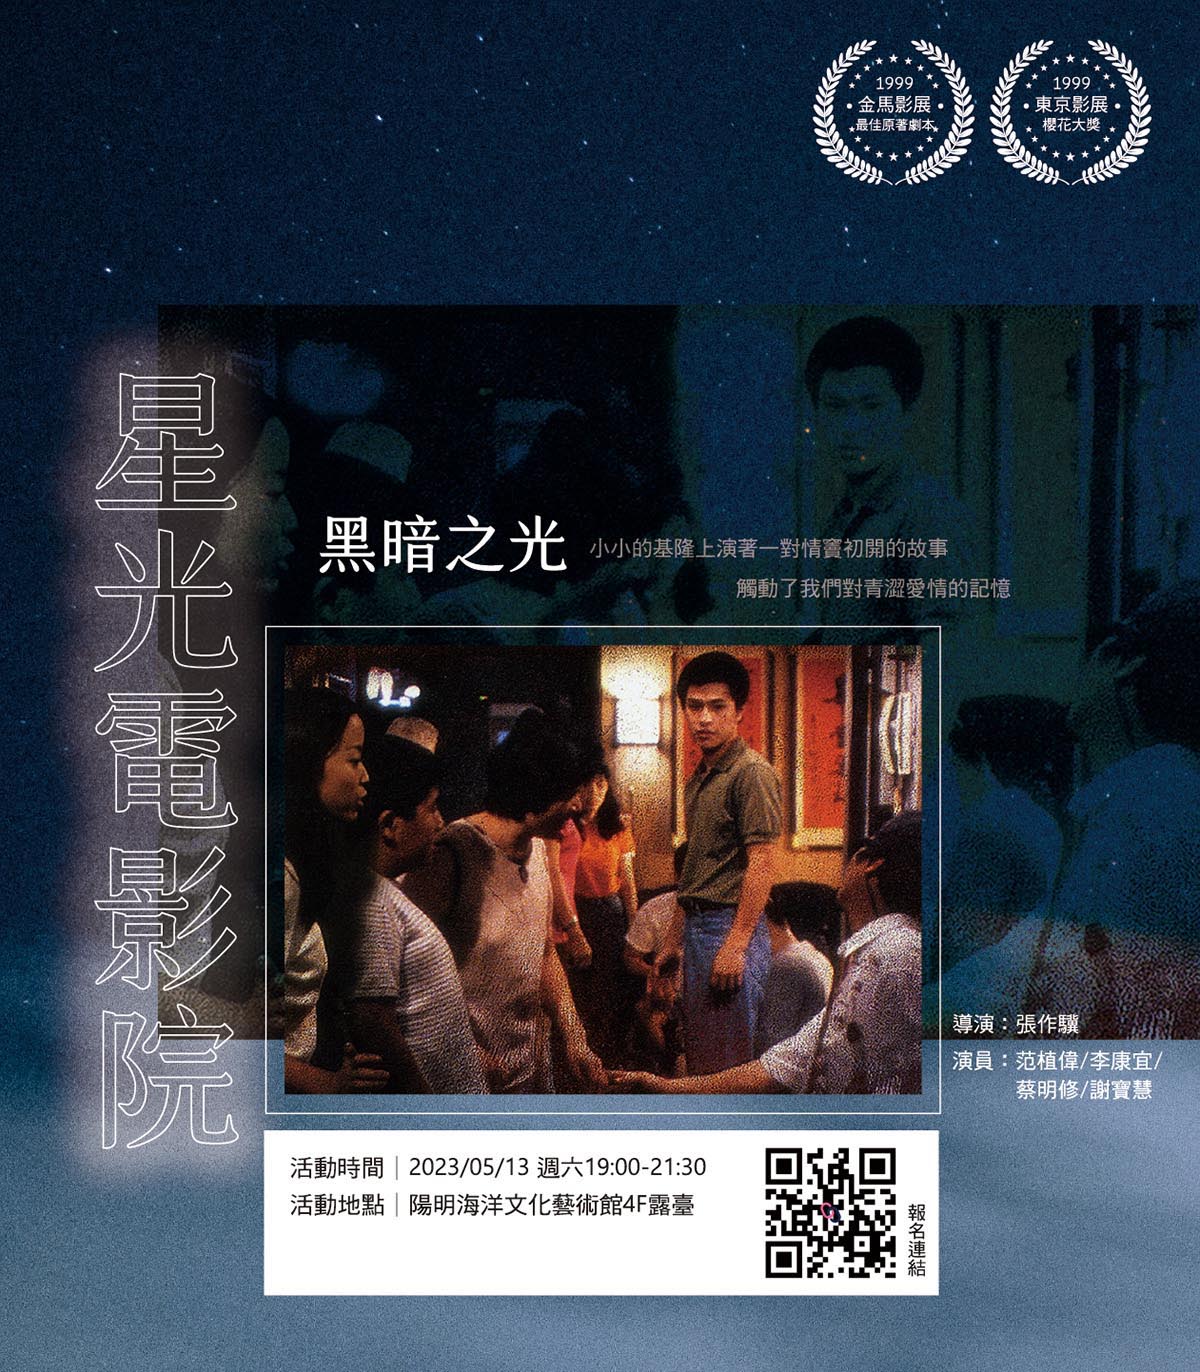 1999
金馬影展
最佳原著劇本
1999
東京影展
櫻花大獎
星光電影院
黑暗之光
小小的基隆上演著一對情竇初開的故事
觸動了我們對青澀愛情的記憶
導演：張作驥
演員：范植偉/李康宜/
蔡明修/謝寶慧
活動時間｜2023/05/13 週六19:00-21:30
活動地點｜陽明海洋文化藝術館4F露臺
報名連結